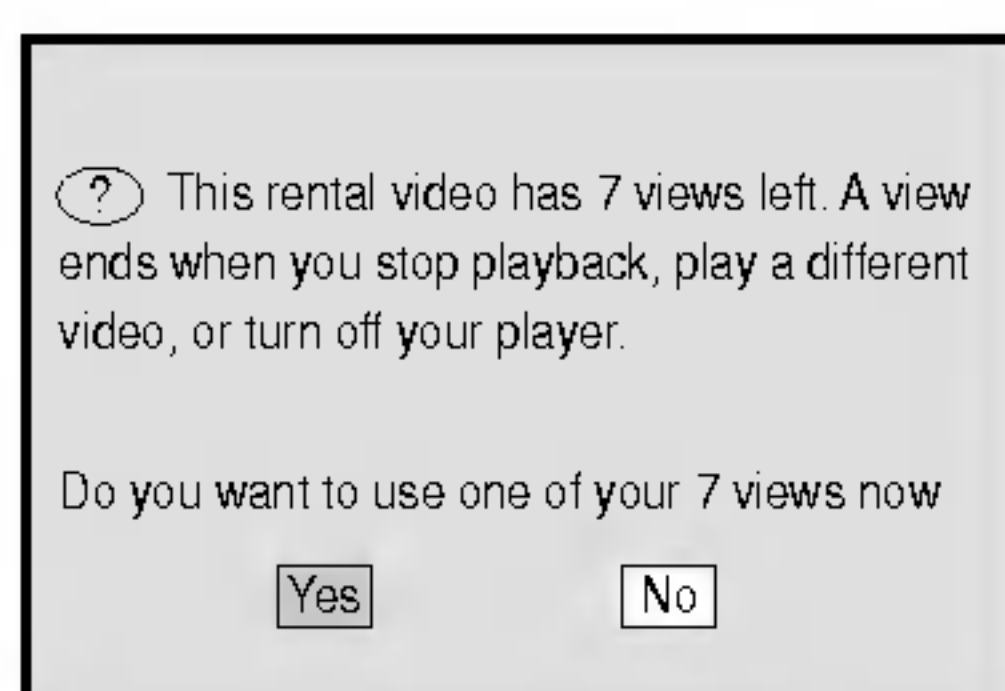 ? This rental video has 7 views left. A view
ends when you stop playback, play a different
video, or turn off your player.
Do you want to use one of your 7 views now
Yes No